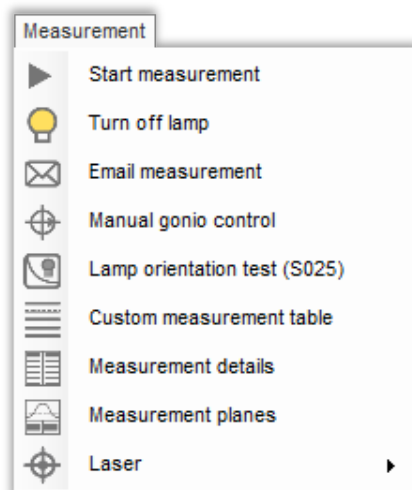 Measurement
Start measurement
Turn off lamp
Email measurement
Manual gonio control
Lamp orientation test (S025)
Custom measurement table
Measurement details
Measurement planes
Laser